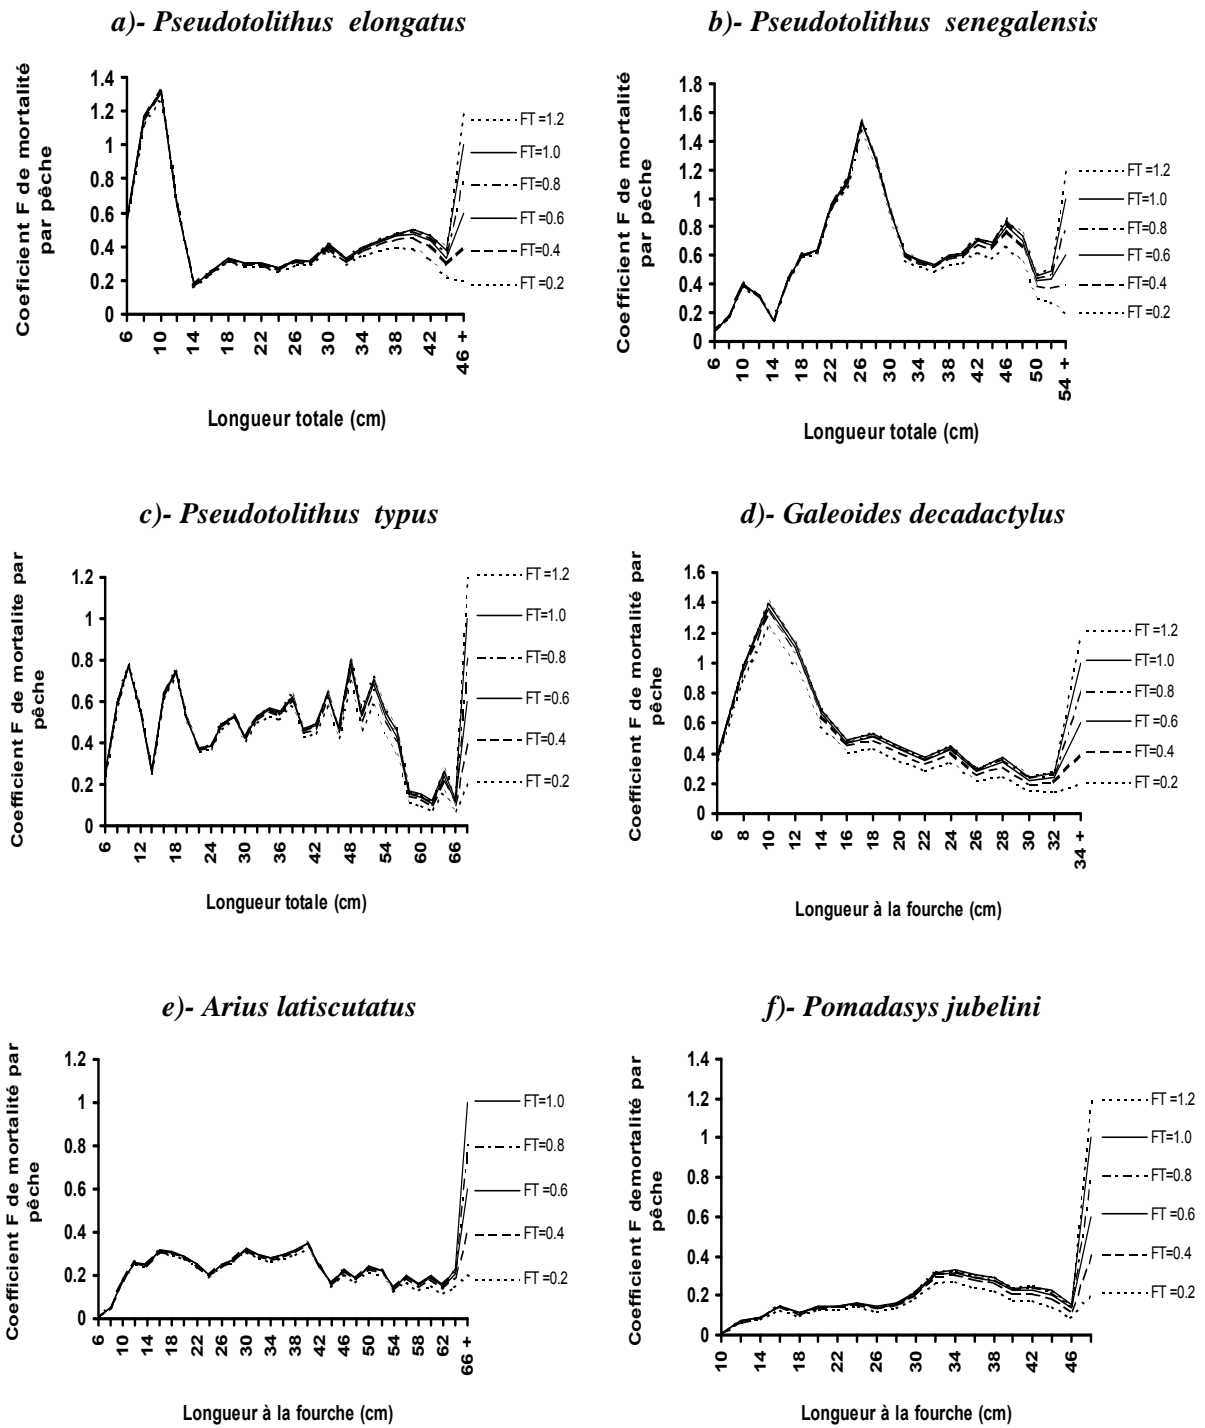 a)- Pseudotolithus elongatus
Coeficient F de mortalité
par pêche
1.4
1.2
1
0.8
0.6
0.4
0.2
0
6
10
14
18
22
26
30
34
38
42
46 +
FT =1.2
FT=1.0
FT=0.8
FT =0.6
FT=0.4
FT =0.2
Longueur totale (cm)
b)- Pseudotolithus senegalensis
Coefficient F de mortalité
par pêche
1.8
1.6
1.4
1.2
1
0.8
0.6
0.4
0.2
0
6
10
14
18
22
26
30
34
38
42
46
50
54 +
FT =1.2
FT=1.0
FT=0.8
FT =0.6
FT=0.4
FT =0.2
Longueur totale (cm)
c)- Pseudotolithus typus
Coefficient F de mortalite par
pêche
1.2
1
0.8
0.6
0.4
0.2
0
6
12
18
24
30
36
42
48
54
60
66
FT =1.2
FT=1.0
FT=0.8
FT =0.6
FT=0.4
FT =0.2
Longueur totale (cm)
d)- Galeoides decadactylus
Coefficient F de mortalité par
pêche
1.6
1.4
1.2
1
0.8
0.6
0.4
0.2
0
6
8
10
12
14
16
18
20
22
24
26
28
30
32
34 +
FT =1.2
FT=1.0
FT=0.8
FT =0.6
FT=0.4
FT =0.2
Longueur à la fourche (cm)
e)- Arius latiscutatus
Coefficient F de mortalité par
pêche
1.2
1
0.8
0.6
0.4
0.2
0
6
10
14
18
22
26
30
34
38
42
46
50
54
58
62
66 +
FT=1.0
FT=0.8
FT =0.6
FT=0.4
FT =0.2
Longueur à la fourche (cm)
f)- Pomadasys jubelini
Coefficient F demortalité par
pêche
1.4
1.2
1
0.8
0.6
0.4
0.2
0
10
14
18
22
26
30
34
38
42
46
FT =1.2
FT=1.0
FT=0.8
FT =0.6
FT=0.4
FT =0.2
Longueur à la fourche (cm)